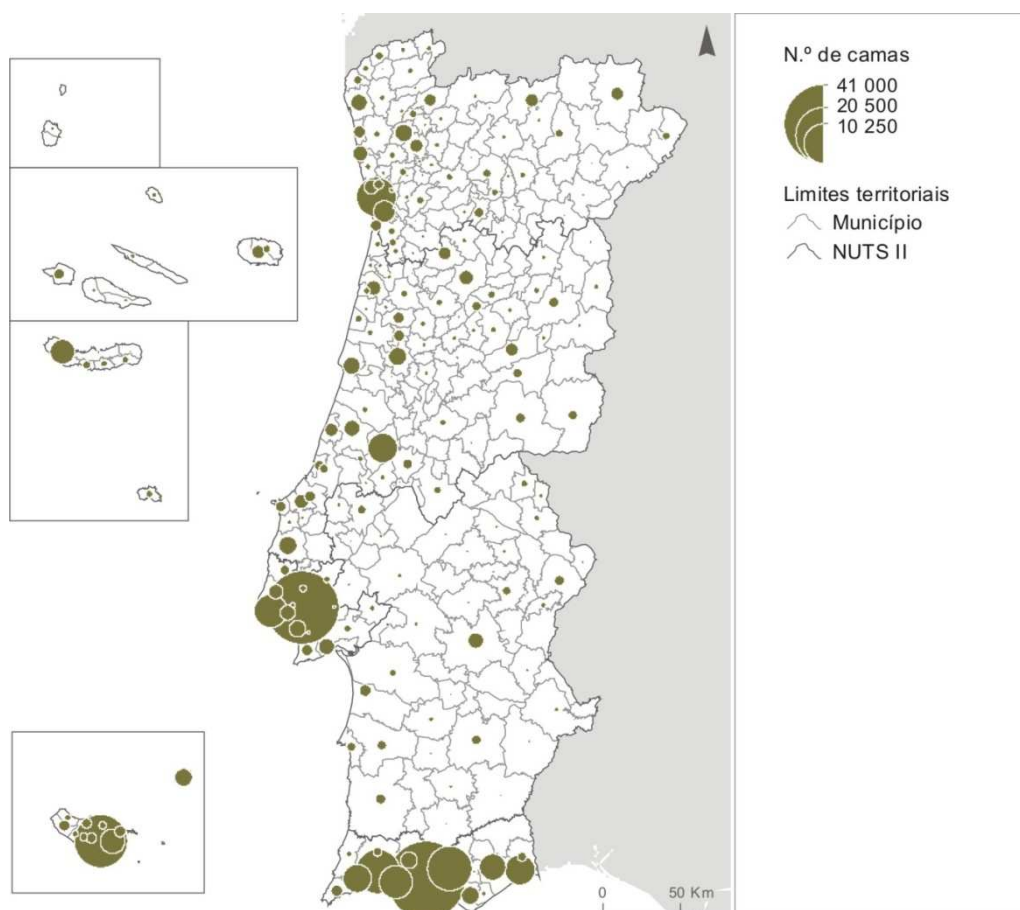 N.º de camas
41 000
20 500
10 250
Limites territoriais
Município
NUTS II
0 50 Km